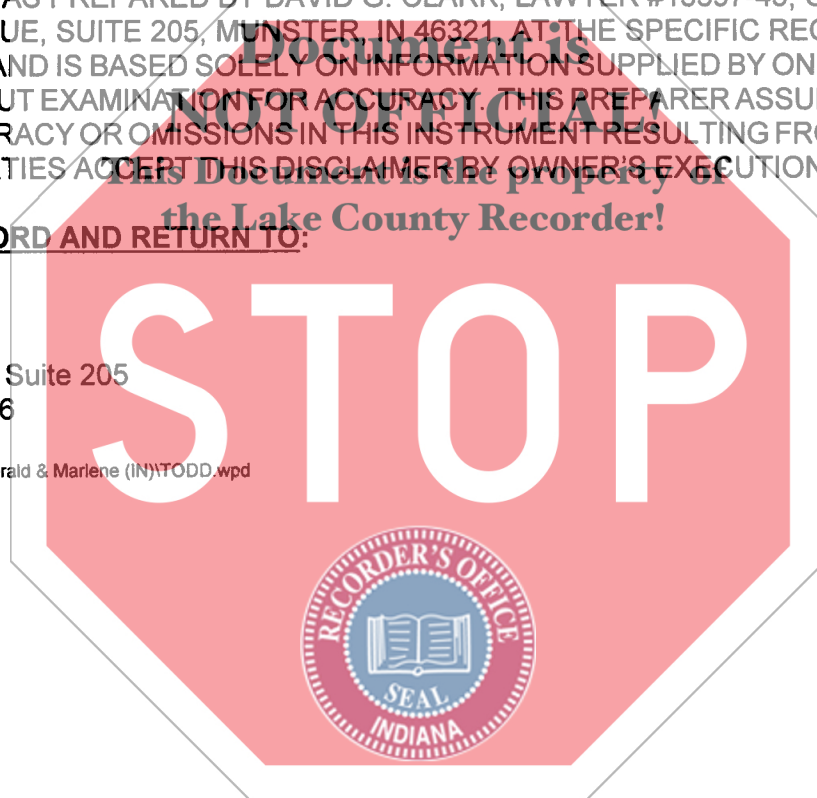 PREPARED BY DAVID G. CLARK, LAWYER
UE, SUITE 205, MUNSTER, IN 46321, AT THE SPECIFIC REC
Document is
AND IS BASED SOLELY ON INFORMATION SUPPLIED BY ON
UT EXAMINATION FOR ACCURACY. THIS PREPARER ASSU
NOT OFFICIAL!
RACY OR OMISSIONS IN THIS INSTRUMENT RESULTING FRO
TIES ACCEPT THIS DISCLAIMER BY OWNER'S EXECUTION
This Document is the property of
the Lake County Recorder!
ORD AND RETURN TO:
STOP
Suite 205
6
rald & Marlene (IN)\TODD.wpd
RECORDER'S OFFICE
SEAL
INDIANA